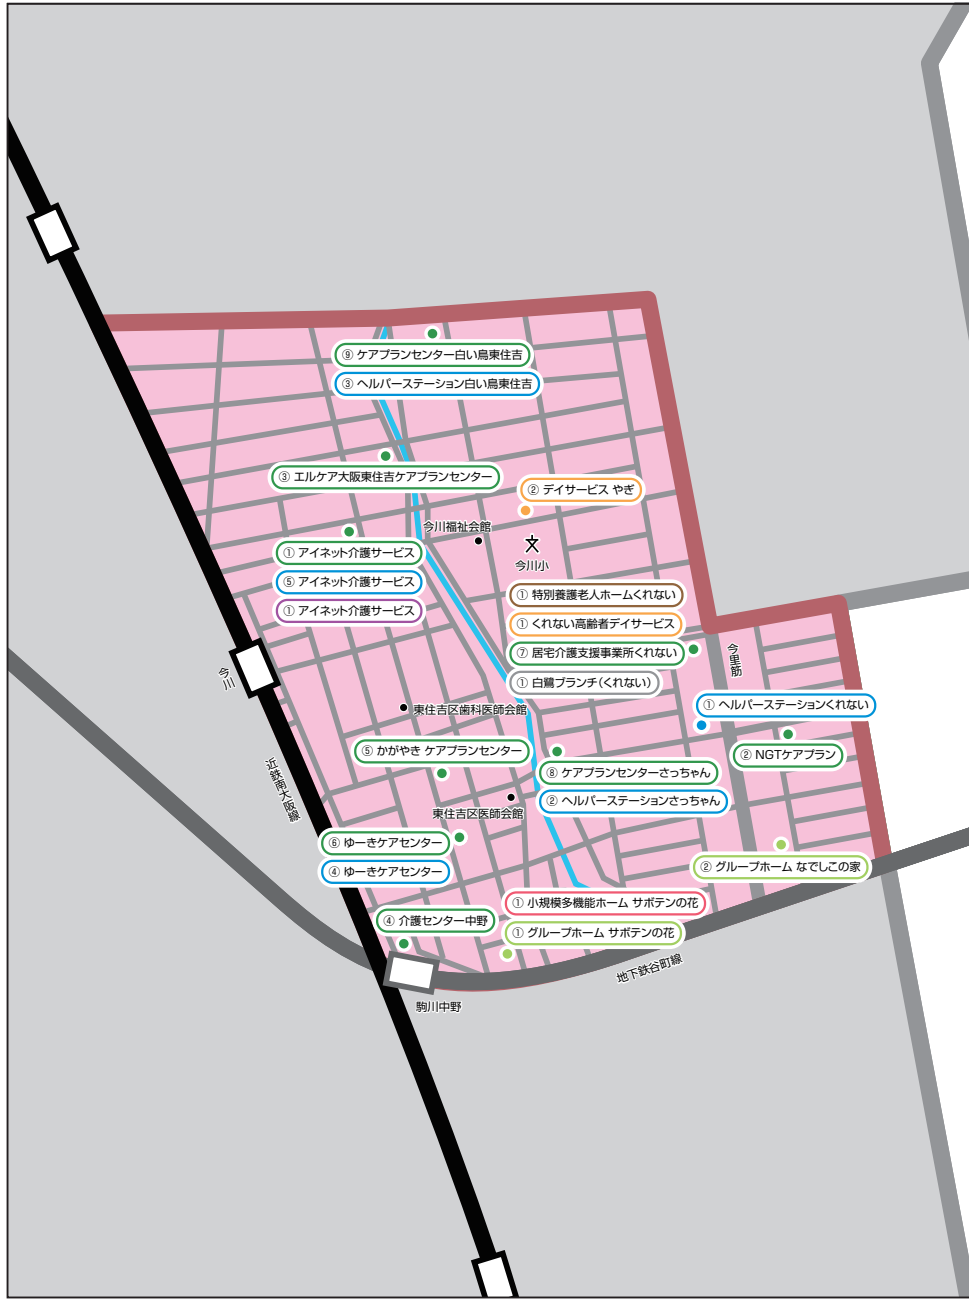 ⑨ ケアプランセンター白い鳥東住吉
③ ヘルパーステーション白い鳥東住吉
③ エルケア大阪東住吉ケアプランセンター
② デイサービス やぎ
今川福祉会館
今川小
① アイネット介護サービス
⑤ アイネット介護サービス
① アイネット介護サービス
① 特別養護老人ホームくれない
① くれない高齢者デイサービス
⑦ 居宅介護支援事業所くれない
① 白鷺ブランチ(くれない)
今里筋
今川
① ヘルパーステーションくれない
東住吉区歯科医師会館
⑤ かがやき ケアプランセンター
② NGTケアプラン
⑧ ケアプランセンターさっちゃん
② ヘルパーステーションさっちゃん
近鉄南大阪線
東住吉区医師会館
⑥ ゆーきケアセンター
④ ゆーきケアセンター
② グループホーム なでしこの家
① 小規模多機能ホーム サボテンの花
④ 介護センター中野
① グループホーム サボテンの花
地下鉄谷町線
駒川中野